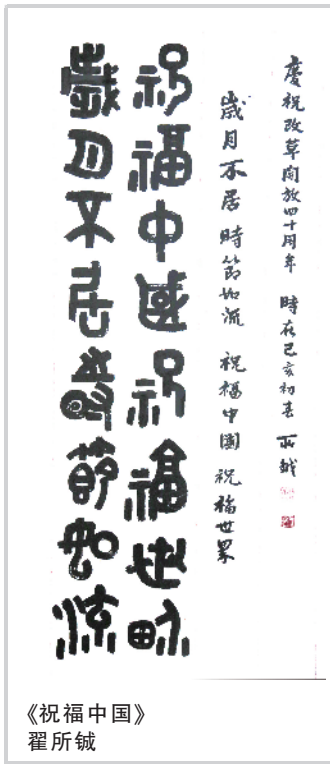 歲月不居時節如流
祝福中國祝福世界
歲月不居 時節如流 祝福中國 祝福世界
慶祝改革開放四十周年 時在己亥初春 所鉞
《祝福中国》
翟所钺